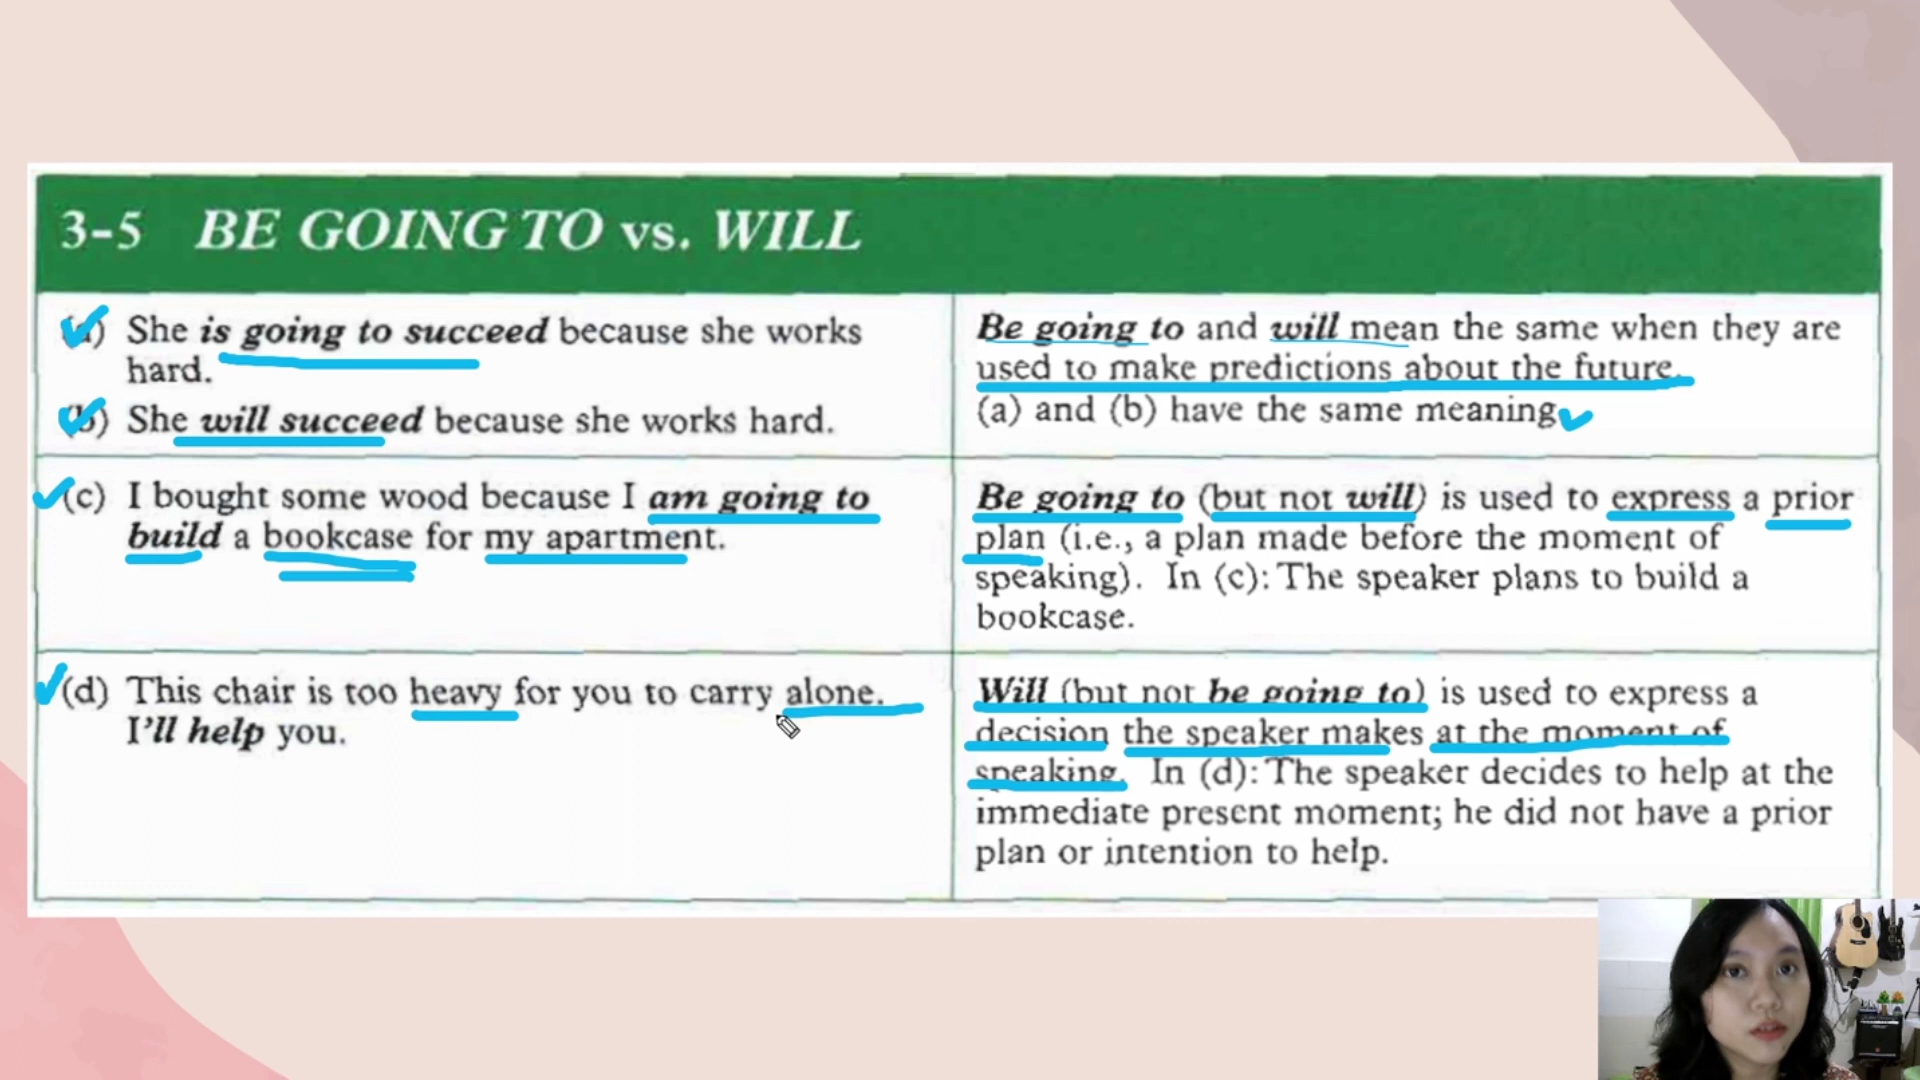 3-5 BE GOING TO vs. WILL
(a) She is going to succeed because she works
hard.
(b) She will succeed because she works hard.
Be going to and will mean the same when they are
used to make predictions about the future.
(a) and (b) have the same meaning
(c) I bought some wood because I am going to
build a bookcase for my apartment.
Be going to (but not will) is used to express a prior
plan (i.e., a plan made before the moment of
speaking). In (c): The speaker plans to build a
bookcase.
(d) This chair is too heavy for you to carry alone.
I'll help you.
Will (but not be going to) is used to express a
decision the speaker makes at the moment of
speaking. In (d): The speaker decides to help at the
immediate present moment; he did not have a prior
plan or intention to help.